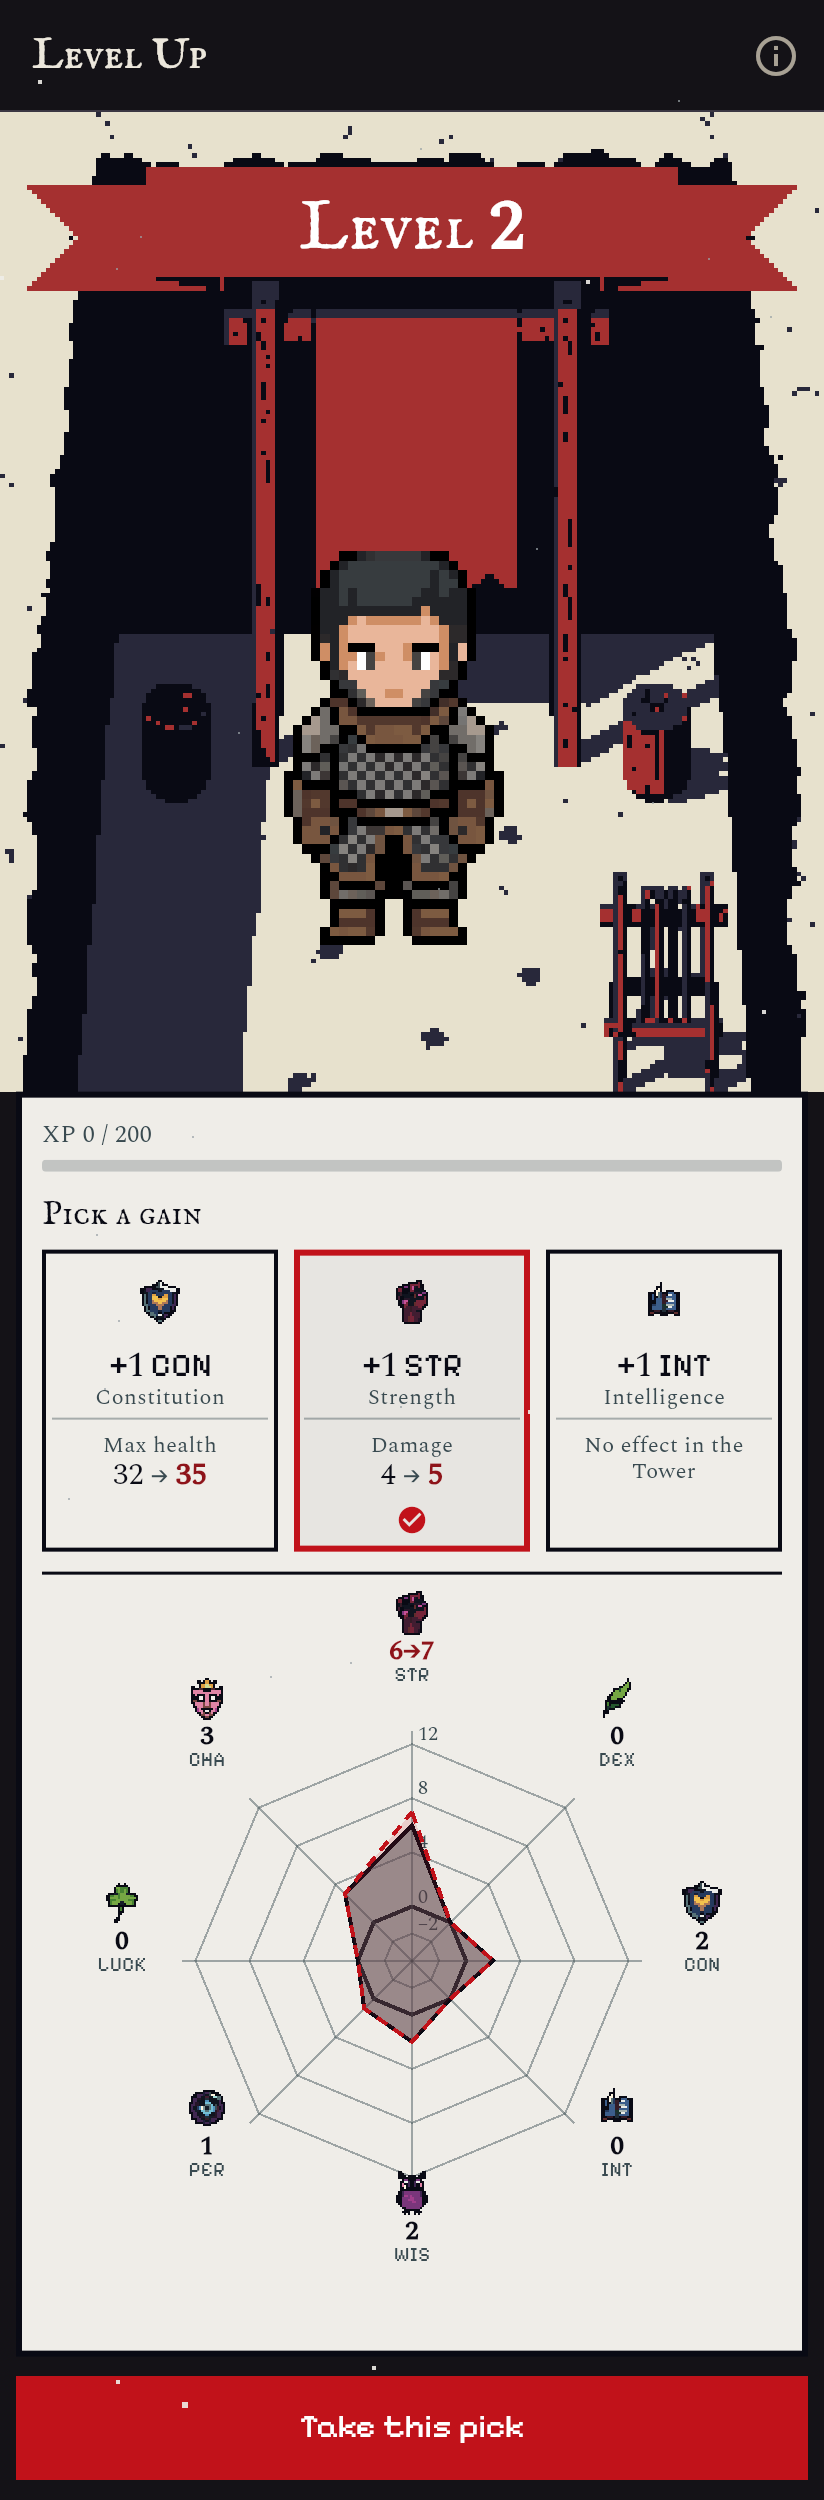 Level Up
Level 2
XP 0 / 200
Pick a gain
+1 CON
Constitution
Max health
32 → 35
+1 STR
Strength
Damage
4 → 5
+1 INT
Intelligence
No effect in the
Tower
6→7
STR
3
CHA
0
DEX
12
8
4
0
−2
0
LUCK
2
CON
1
PER
0
INT
2
WIS
Take this pick